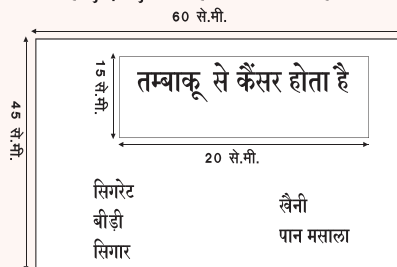 60 से.मी.
15 से.मी.
तम्बाकू से कैंसर होता है
45 से.मी.
20 से.मी.
सिगरेट
बीड़ी
सिगार
खैनी
पान मसाला